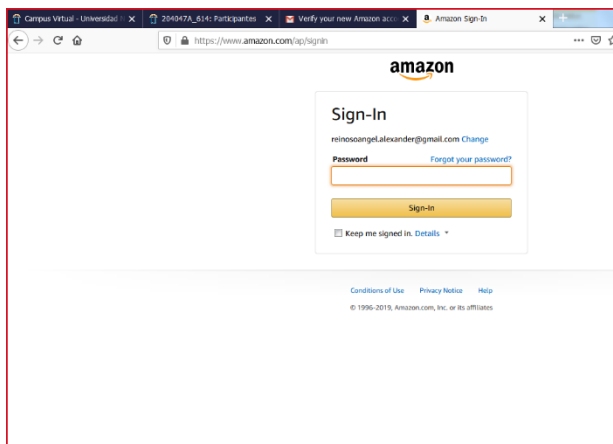 Campus Virtual - Universidad N
204047A_614: Participantes
Verify your new Amazon acco
Amazon Sign-In
https://www.amazon.com/ap/signin
amazon
Sign-In
reinosoangel.alexander@gmail.com Change
Password Forgot your password?
Sign-In
Keep me signed in. Details
Conditions of Use Privacy Notice Help
© 1996-2019, Amazon.com, Inc. or its affiliates